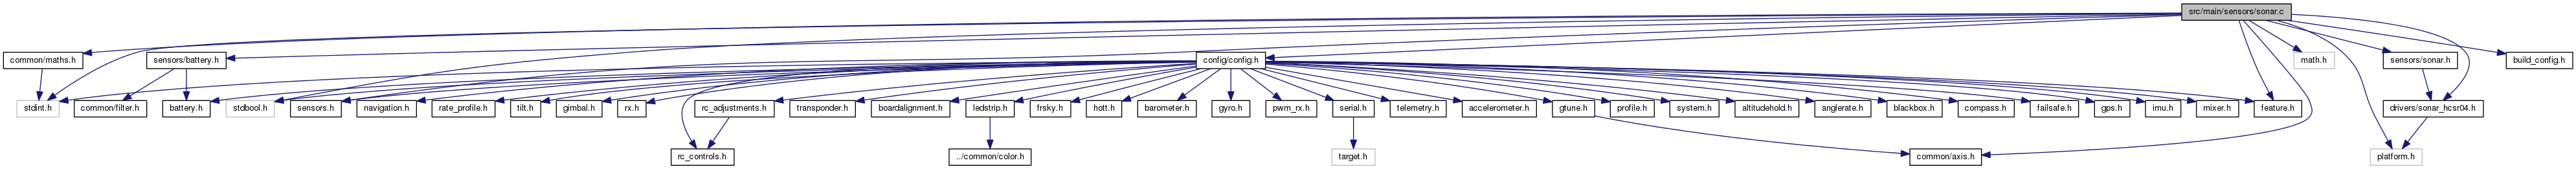 src/main/sensors/sonar.c
common/maths.h
sensors/battery.h
config/config.h
math.h
sensors/sonar.h
build_config.h
stdint.h
common/filter.h
battery.h
stdbool.h
sensors.h
navigation.h
rate_profile.h
tilt.h
gimbal.h
rx.h
rc_adjustments.h
transponder.h
boardalignment.h
ledstrip.h
frsky.h
hott.h
barometer.h
gyro.h
pwm_rx.h
serial.h
telemetry.h
accelerometer.h
gtune.h
profile.h
system.h
altitudehold.h
anglerate.h
blackbox.h
compass.h
failsafe.h
gps.h
imu.h
mixer.h
feature.h
drivers/sonar_hcsr04.h
rc_controls.h
../common/color.h
target.h
common/axis.h
platform.h